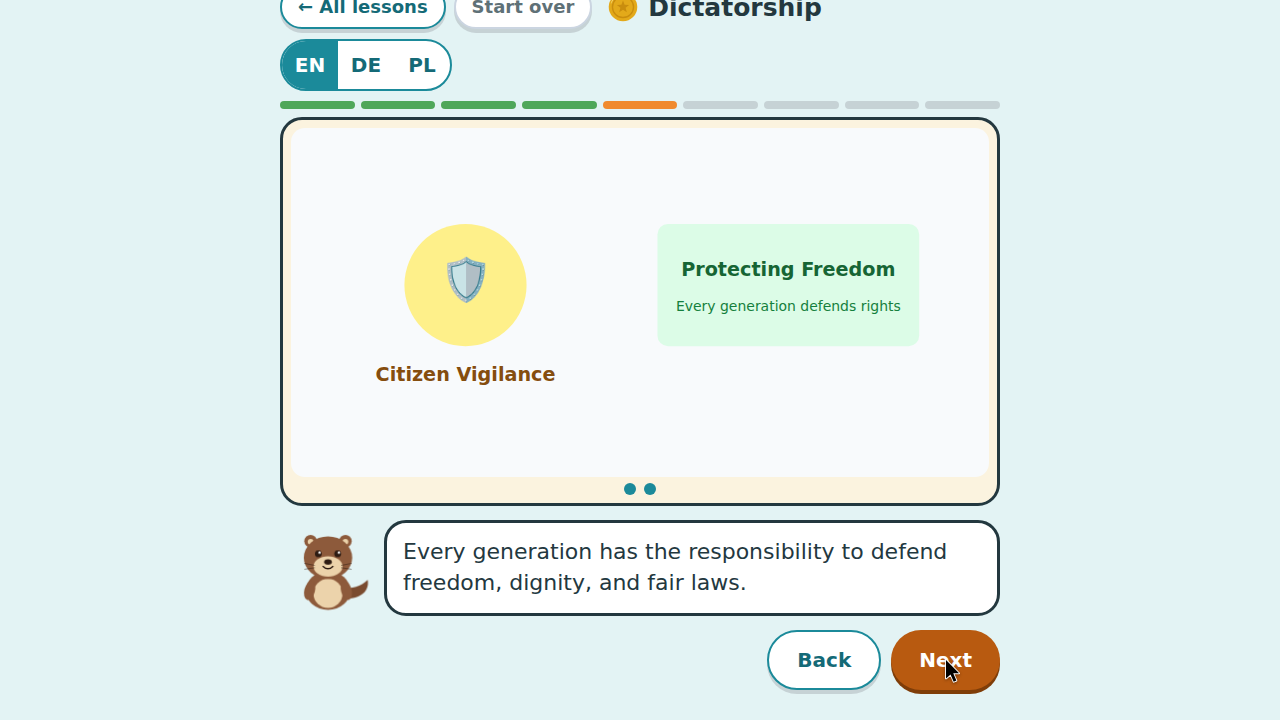 ← All lessons
Start over
Dictatorship
EN
DE
PL
Protecting Freedom
Every generation defends rights
Citizen Vigilance
Every generation has the responsibility to defend
freedom, dignity, and fair laws.
Back
Next